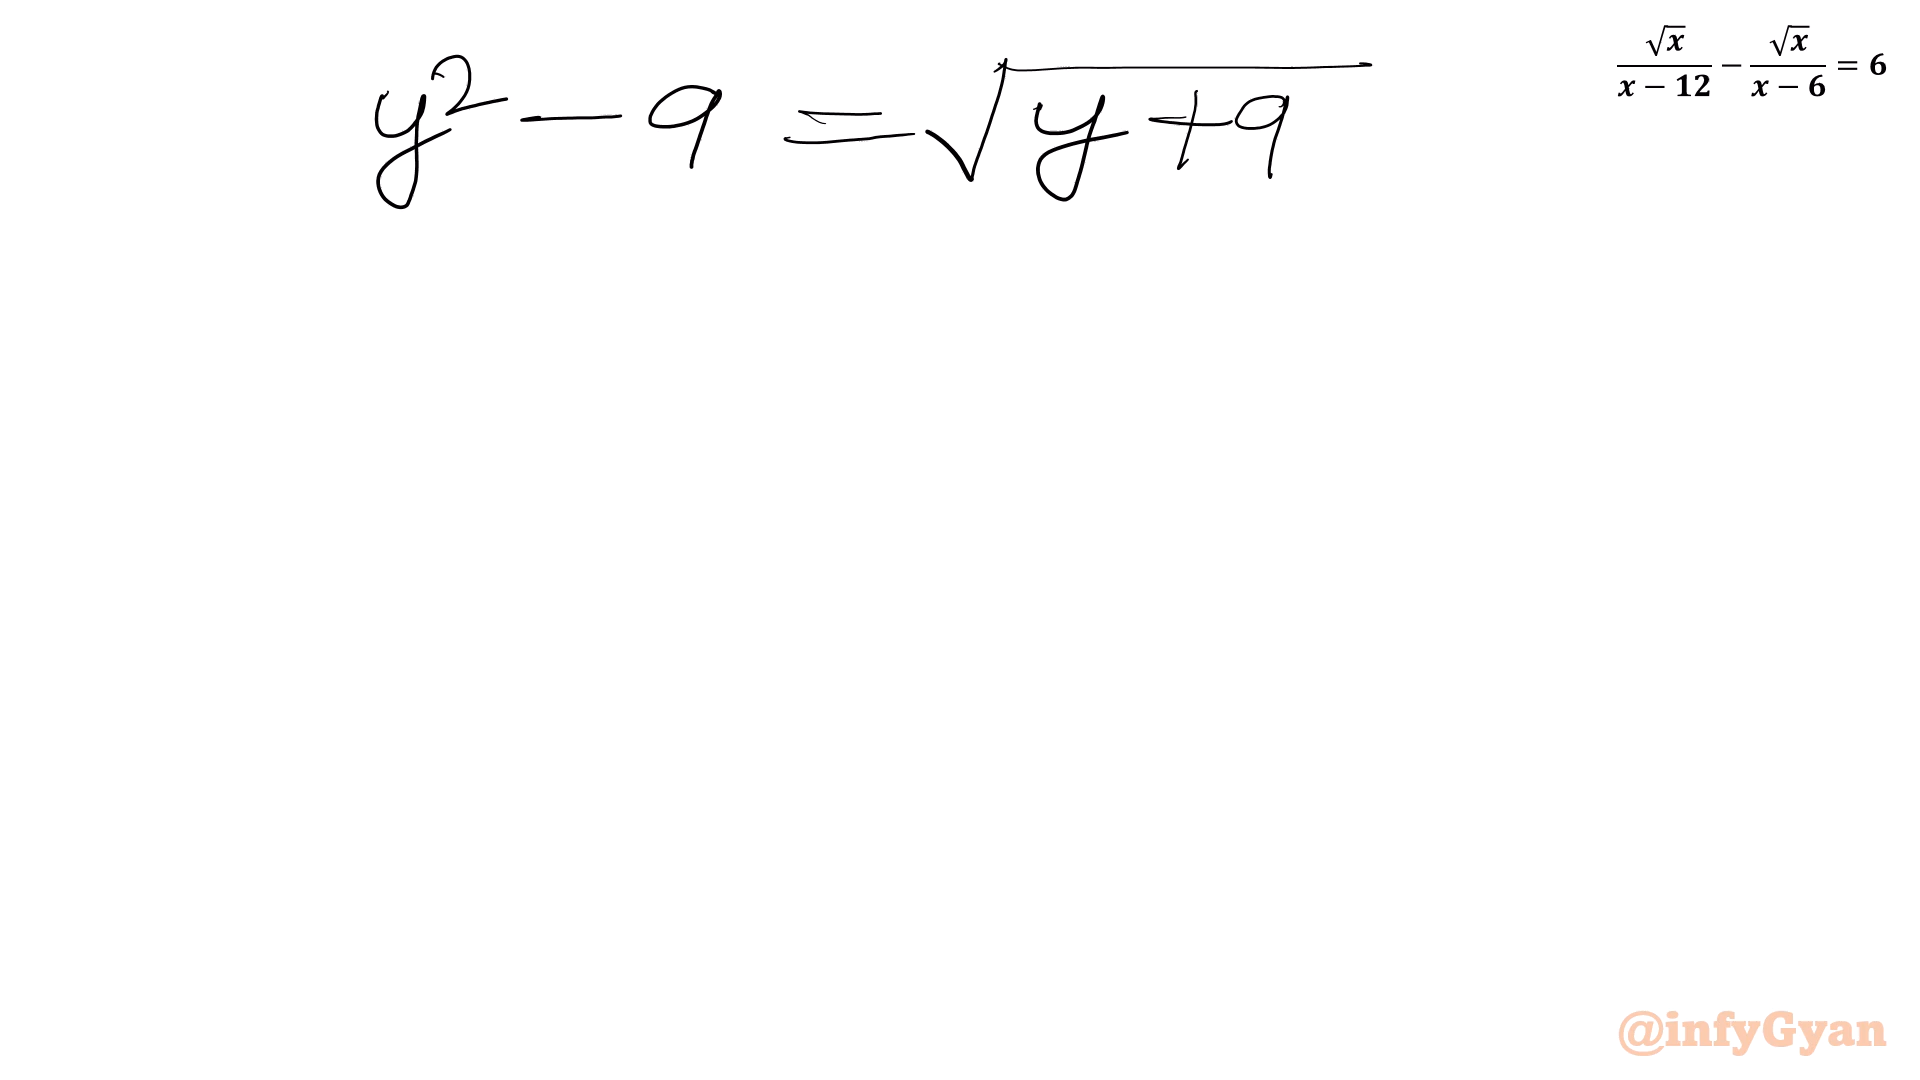 y² − 9 = √(y + 9)
√x/(x − 12) − √x/(x − 6) = 6
@infyGyan